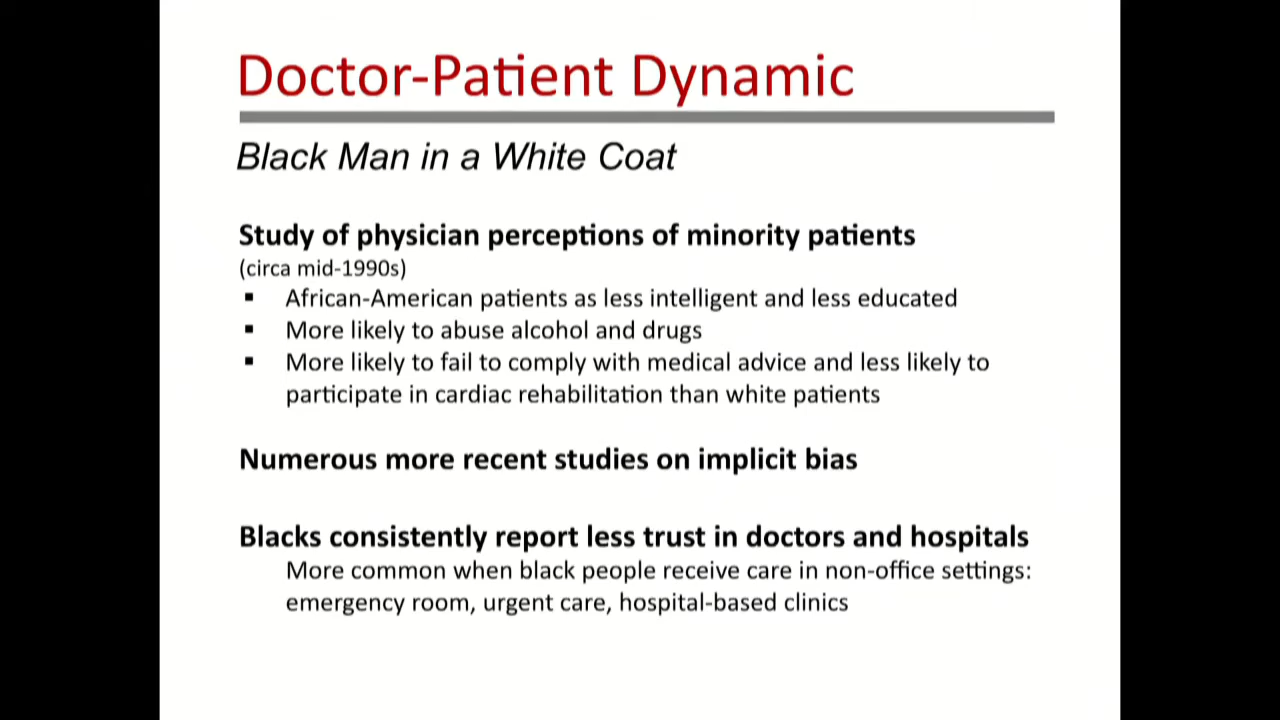 Doctor-Patient Dynamic
Black Man in a White Coat
Study of physician perceptions of minority patients
(circa mid-1990s)
▪ African-American patients as less intelligent and less educated
▪ More likely to abuse alcohol and drugs
▪ More likely to fail to comply with medical advice and less likely to
participate in cardiac rehabilitation than white patients
Numerous more recent studies on implicit bias
Blacks consistently report less trust in doctors and hospitals
More common when black people receive care in non-office settings:
emergency room, urgent care, hospital-based clinics